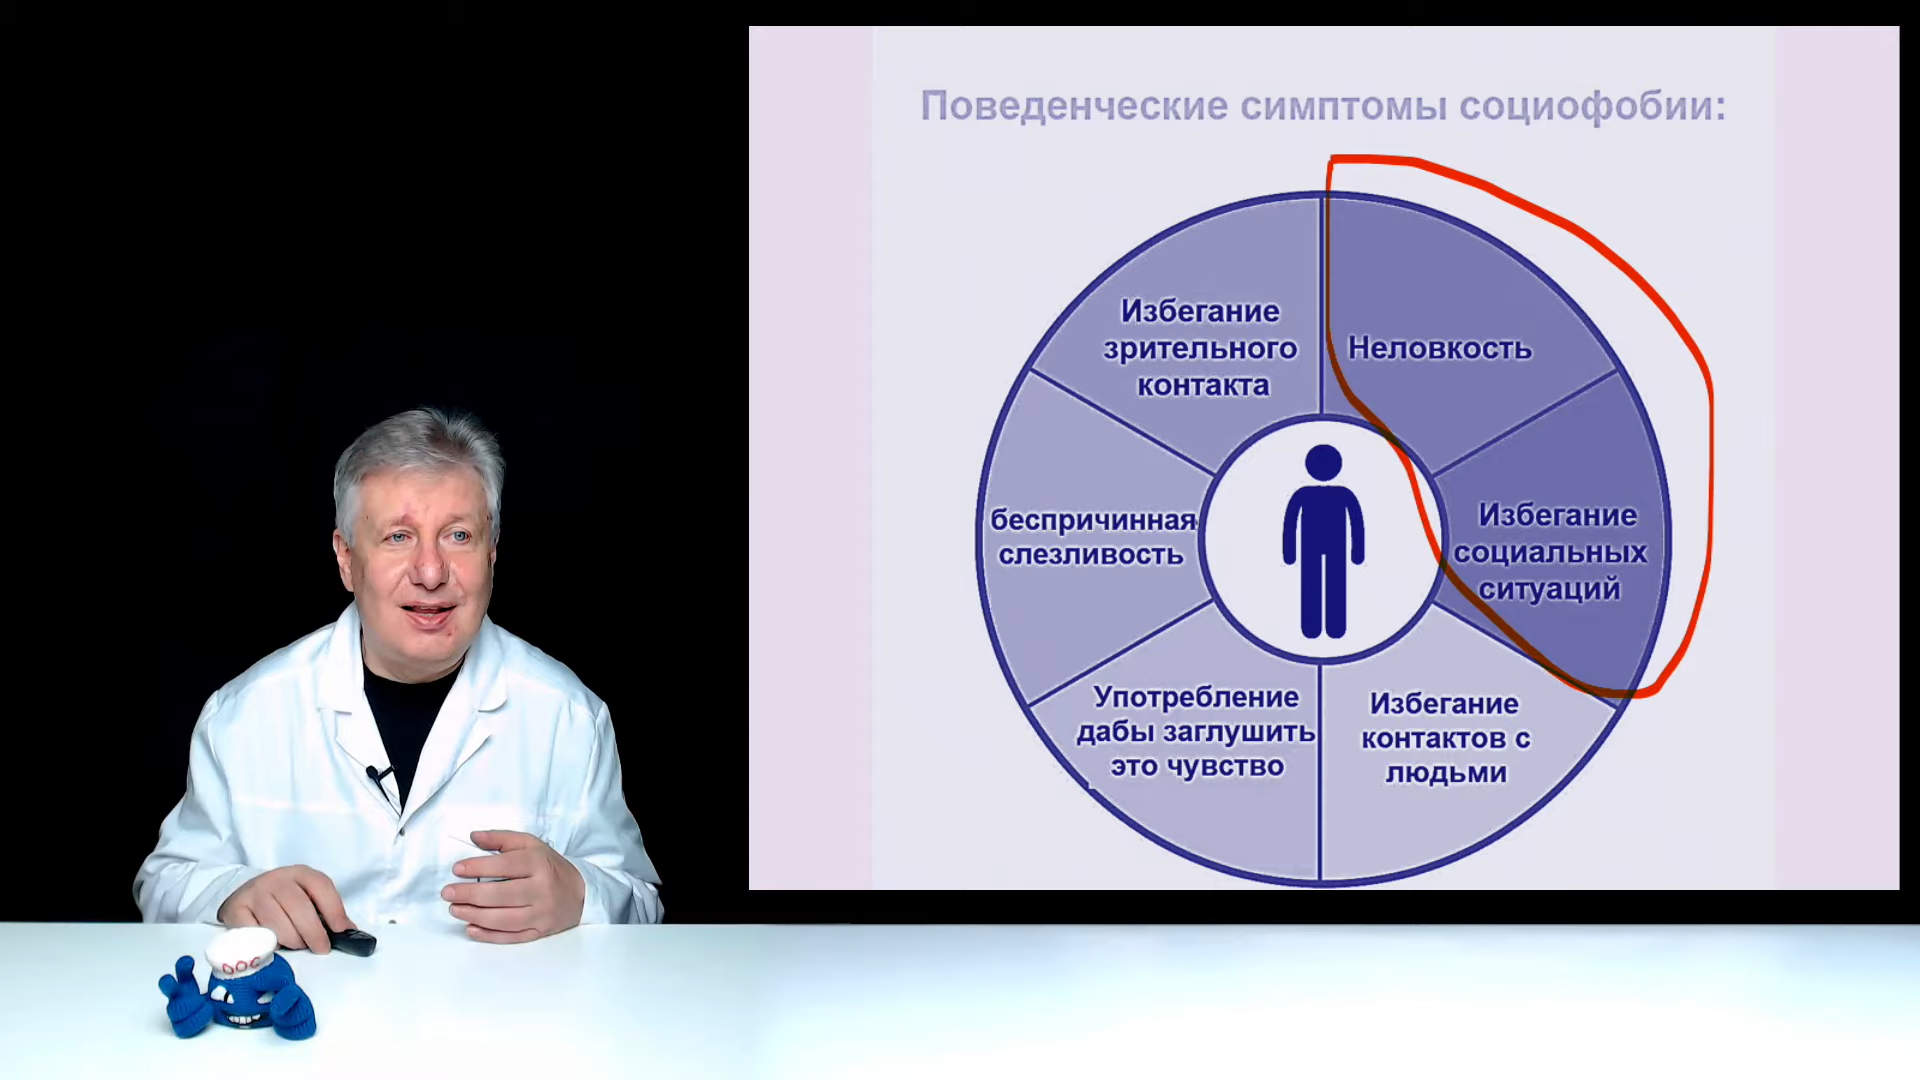 Поведенческие симптомы социофобии:
Избегание
зрительного
контакта
Неловкость
беспричинная
слезливость
Избегание
социальных
ситуаций
Употребление
дабы заглушить
это чувство
Избегание
контактов с
людьми
DOC